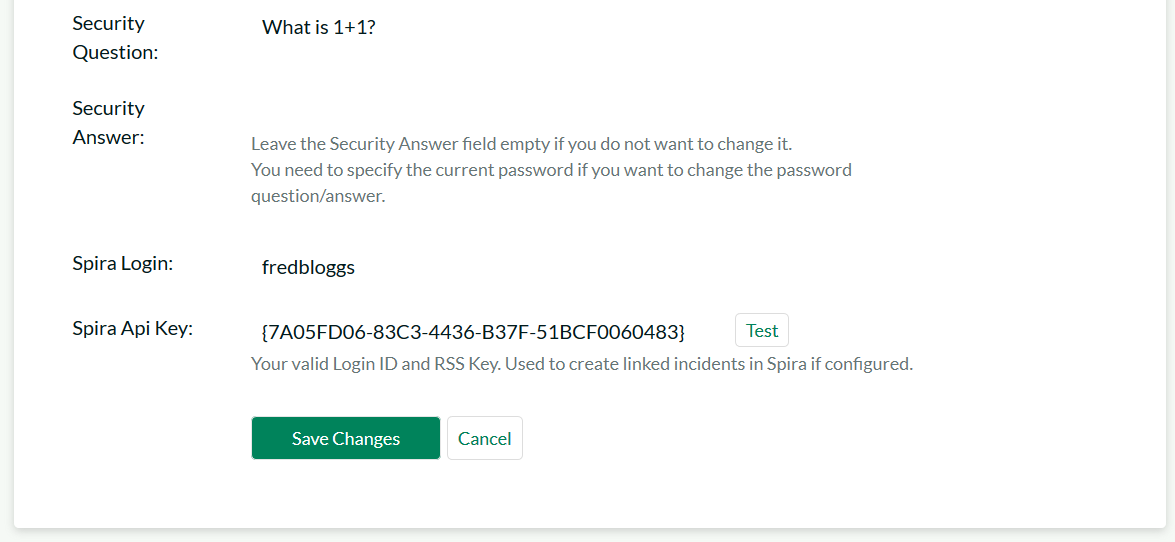 Security
Question:
What is 1+1?
Security
Answer:
Leave the Security Answer field empty if you do not want to change it.
You need to specify the current password if you want to change the password
question/answer.
Spira Login:
fredbloggs
Spira Api Key:
{7A05FD06-83C3-4436-B37F-51BCF0060483}
Test
Your valid Login ID and RSS Key. Used to create linked incidents in Spira if configured.
Save Changes
Cancel